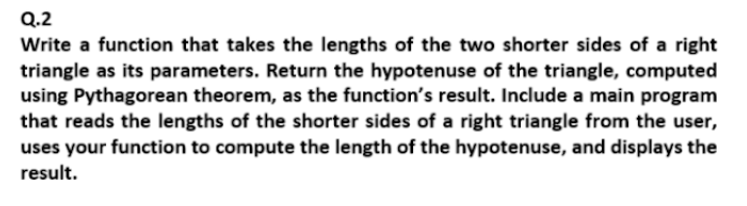 Q.2
Write a function that takes the lengths of the two shorter sides of a right
triangle as its parameters. Return the hypotenuse of the triangle, computed
using Pythagorean theorem, as the function’s result. Include a main program
that reads the lengths of the shorter sides of a right triangle from the user,
uses your function to compute the length of the hypotenuse, and displays the
result.